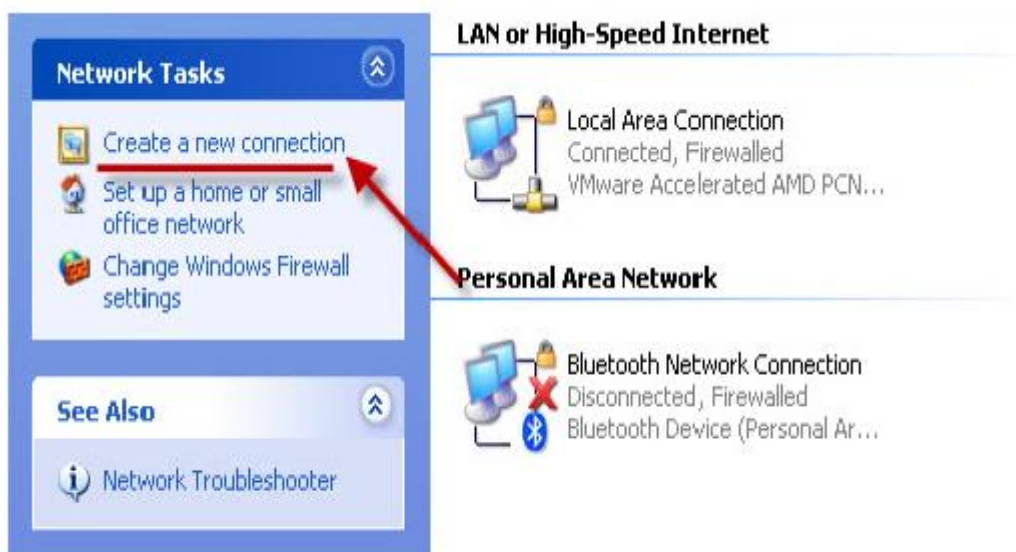 Network Tasks
Create a new connection
Set up a home or small
office network
Change Windows Firewall
settings
See Also
Network Troubleshooter
LAN or High-Speed Internet
Local Area Connection
Connected, Firewalled
VMware Accelerated AMD PCN...
Personal Area Network
Bluetooth Network Connection
Disconnected, Firewalled
Bluetooth Device (Personal Ar...